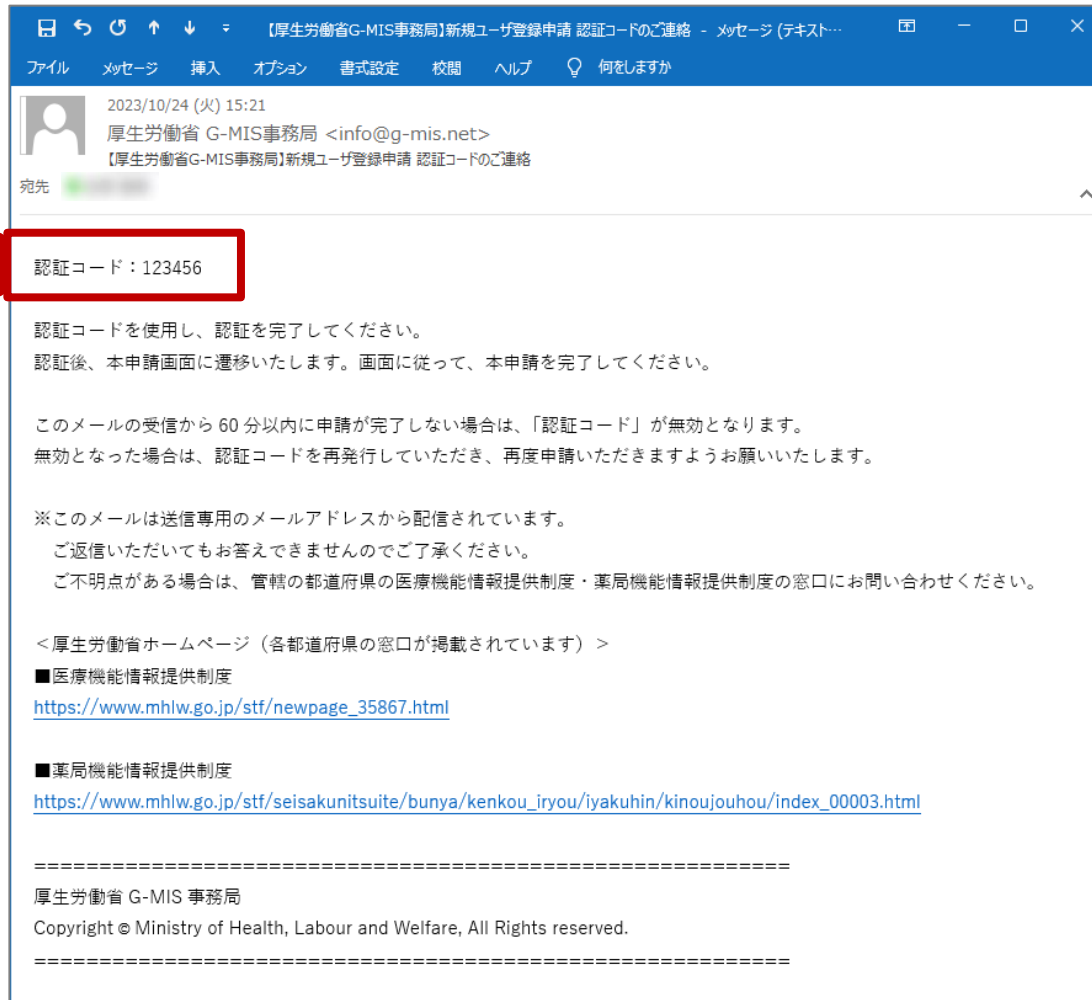 【厚生労働省G-MIS事務局】新規ユーザ登録申請 認証コードのご連絡 - メッセージ (テキスト…
ファイル メッセージ 挿入 オプション 書式設定 校閲 ヘルプ 何をしますか
2023/10/24 (火) 15:21
厚生労働省 G-MIS事務局 <info@g-mis.net>
【厚生労働省G-MIS事務局】新規ユーザ登録申請 認証コードのご連絡
宛先
認証コード：123456
認証コードを使用し、認証を完了してください。
認証後、本申請画面に遷移いたします。画面に従って、本申請を完了してください。
このメールの受信から 60 分以内に申請が完了しない場合は、「認証コード」が無効となります。
無効となった場合は、認証コードを再発行していただき、再度申請いただきますようお願いいたします。
※このメールは送信専用のメールアドレスから配信されています。
ご返信いただいてもお答えできませんのでご了承ください。
ご不明点がある場合は、管轄の都道府県の医療機能情報提供制度・薬局機能情報提供制度の窓口にお問い合わせください。
＜厚生労働省ホームページ（各都道府県の窓口が掲載されています）＞
■医療機能情報提供制度
https://www.mhlw.go.jp/stf/newpage_35867.html
■薬局機能情報提供制度
https://www.mhlw.go.jp/stf/seisakunitsuite/bunya/kenkou_iryou/iyakuhin/kinoujouhou/index_00003.html
==========================================================
厚生労働省 G-MIS 事務局
Copyright © Ministry of Health, Labour and Welfare, All Rights reserved.
==========================================================